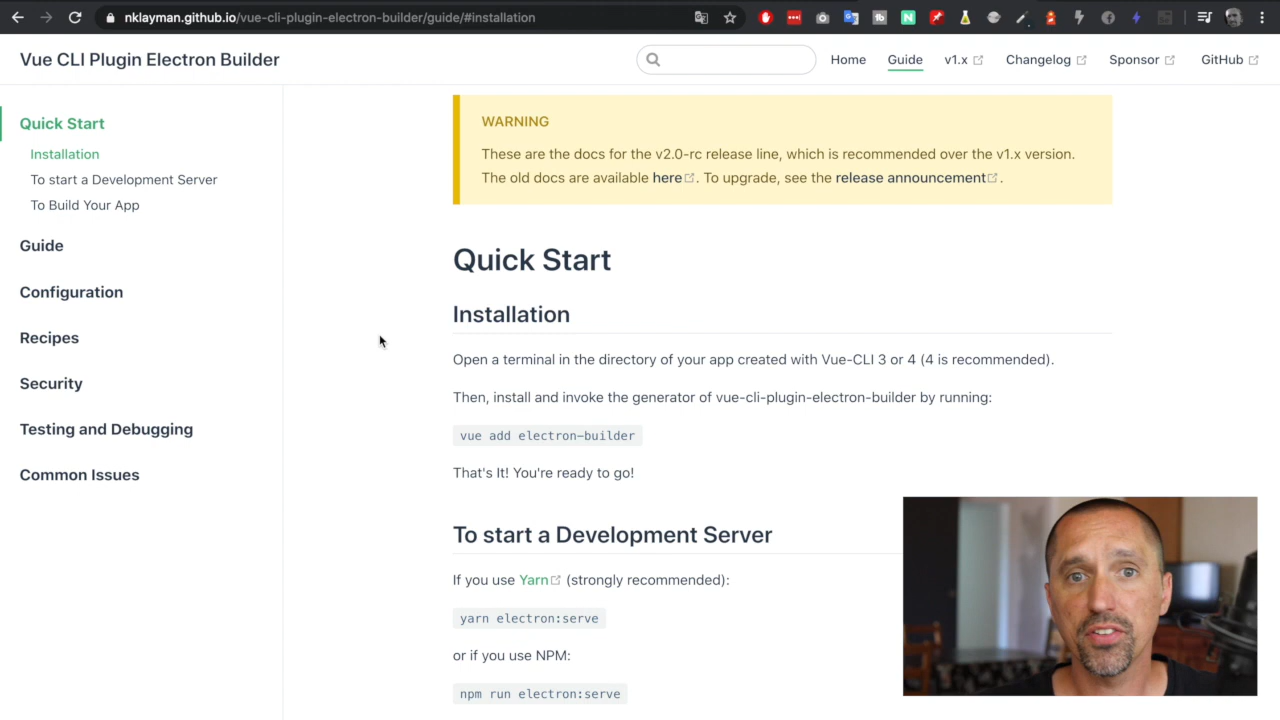 nklayman.github.io/vue-cli-plugin-electron-builder/guide/#installation
Vue CLI Plugin Electron Builder
Home
Guide
v1.x
Changelog
Sponsor
GitHub
Quick Start
Installation
To start a Development Server
To Build Your App
Guide
Configuration
Recipes
Security
Testing and Debugging
Common Issues
WARNING
These are the docs for the v2.0-rc release line, which is recommended over the v1.x version.
The old docs are available here. To upgrade, see the release announcement.
Quick Start
Installation
Open a terminal in the directory of your app created with Vue-CLI 3 or 4 (4 is recommended).
Then, install and invoke the generator of vue-cli-plugin-electron-builder by running:
vue add electron-builder
That's It! You're ready to go!
To start a Development Server
If you use Yarn (strongly recommended):
yarn electron:serve
or if you use NPM:
npm run electron:serve